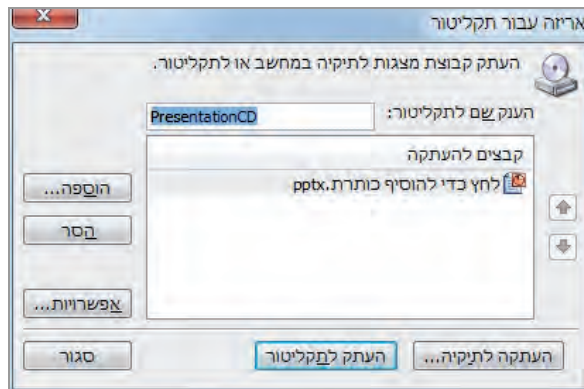 אריזה עבור תקליטור
העתק קבוצת מצגות לתיקיה במחשב או לתקליטור.
הענק שם לתקליטור:
PresentationCD
קבצים להעתקה
לחץ כדי להוסיף כותרת.pptx
הוספה...
הסר
אפשרויות...
העתקה לתיקיה...
העתק לתקליטור
סגור